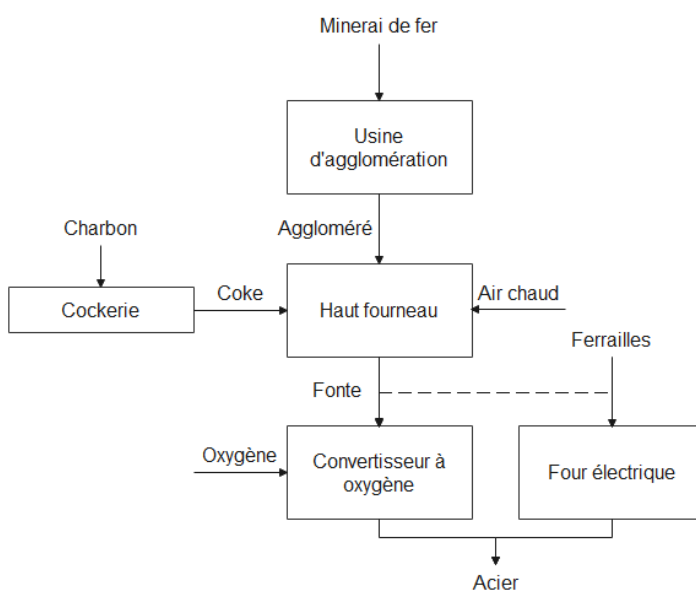 Minerai de fer
Usine
d'agglomération
Charbon
Aggloméré
Cockerie
Coke
Haut fourneau
Air chaud
Ferrailles
Fonte
Oxygène
Convertisseur à
oxygène
Four électrique
Acier